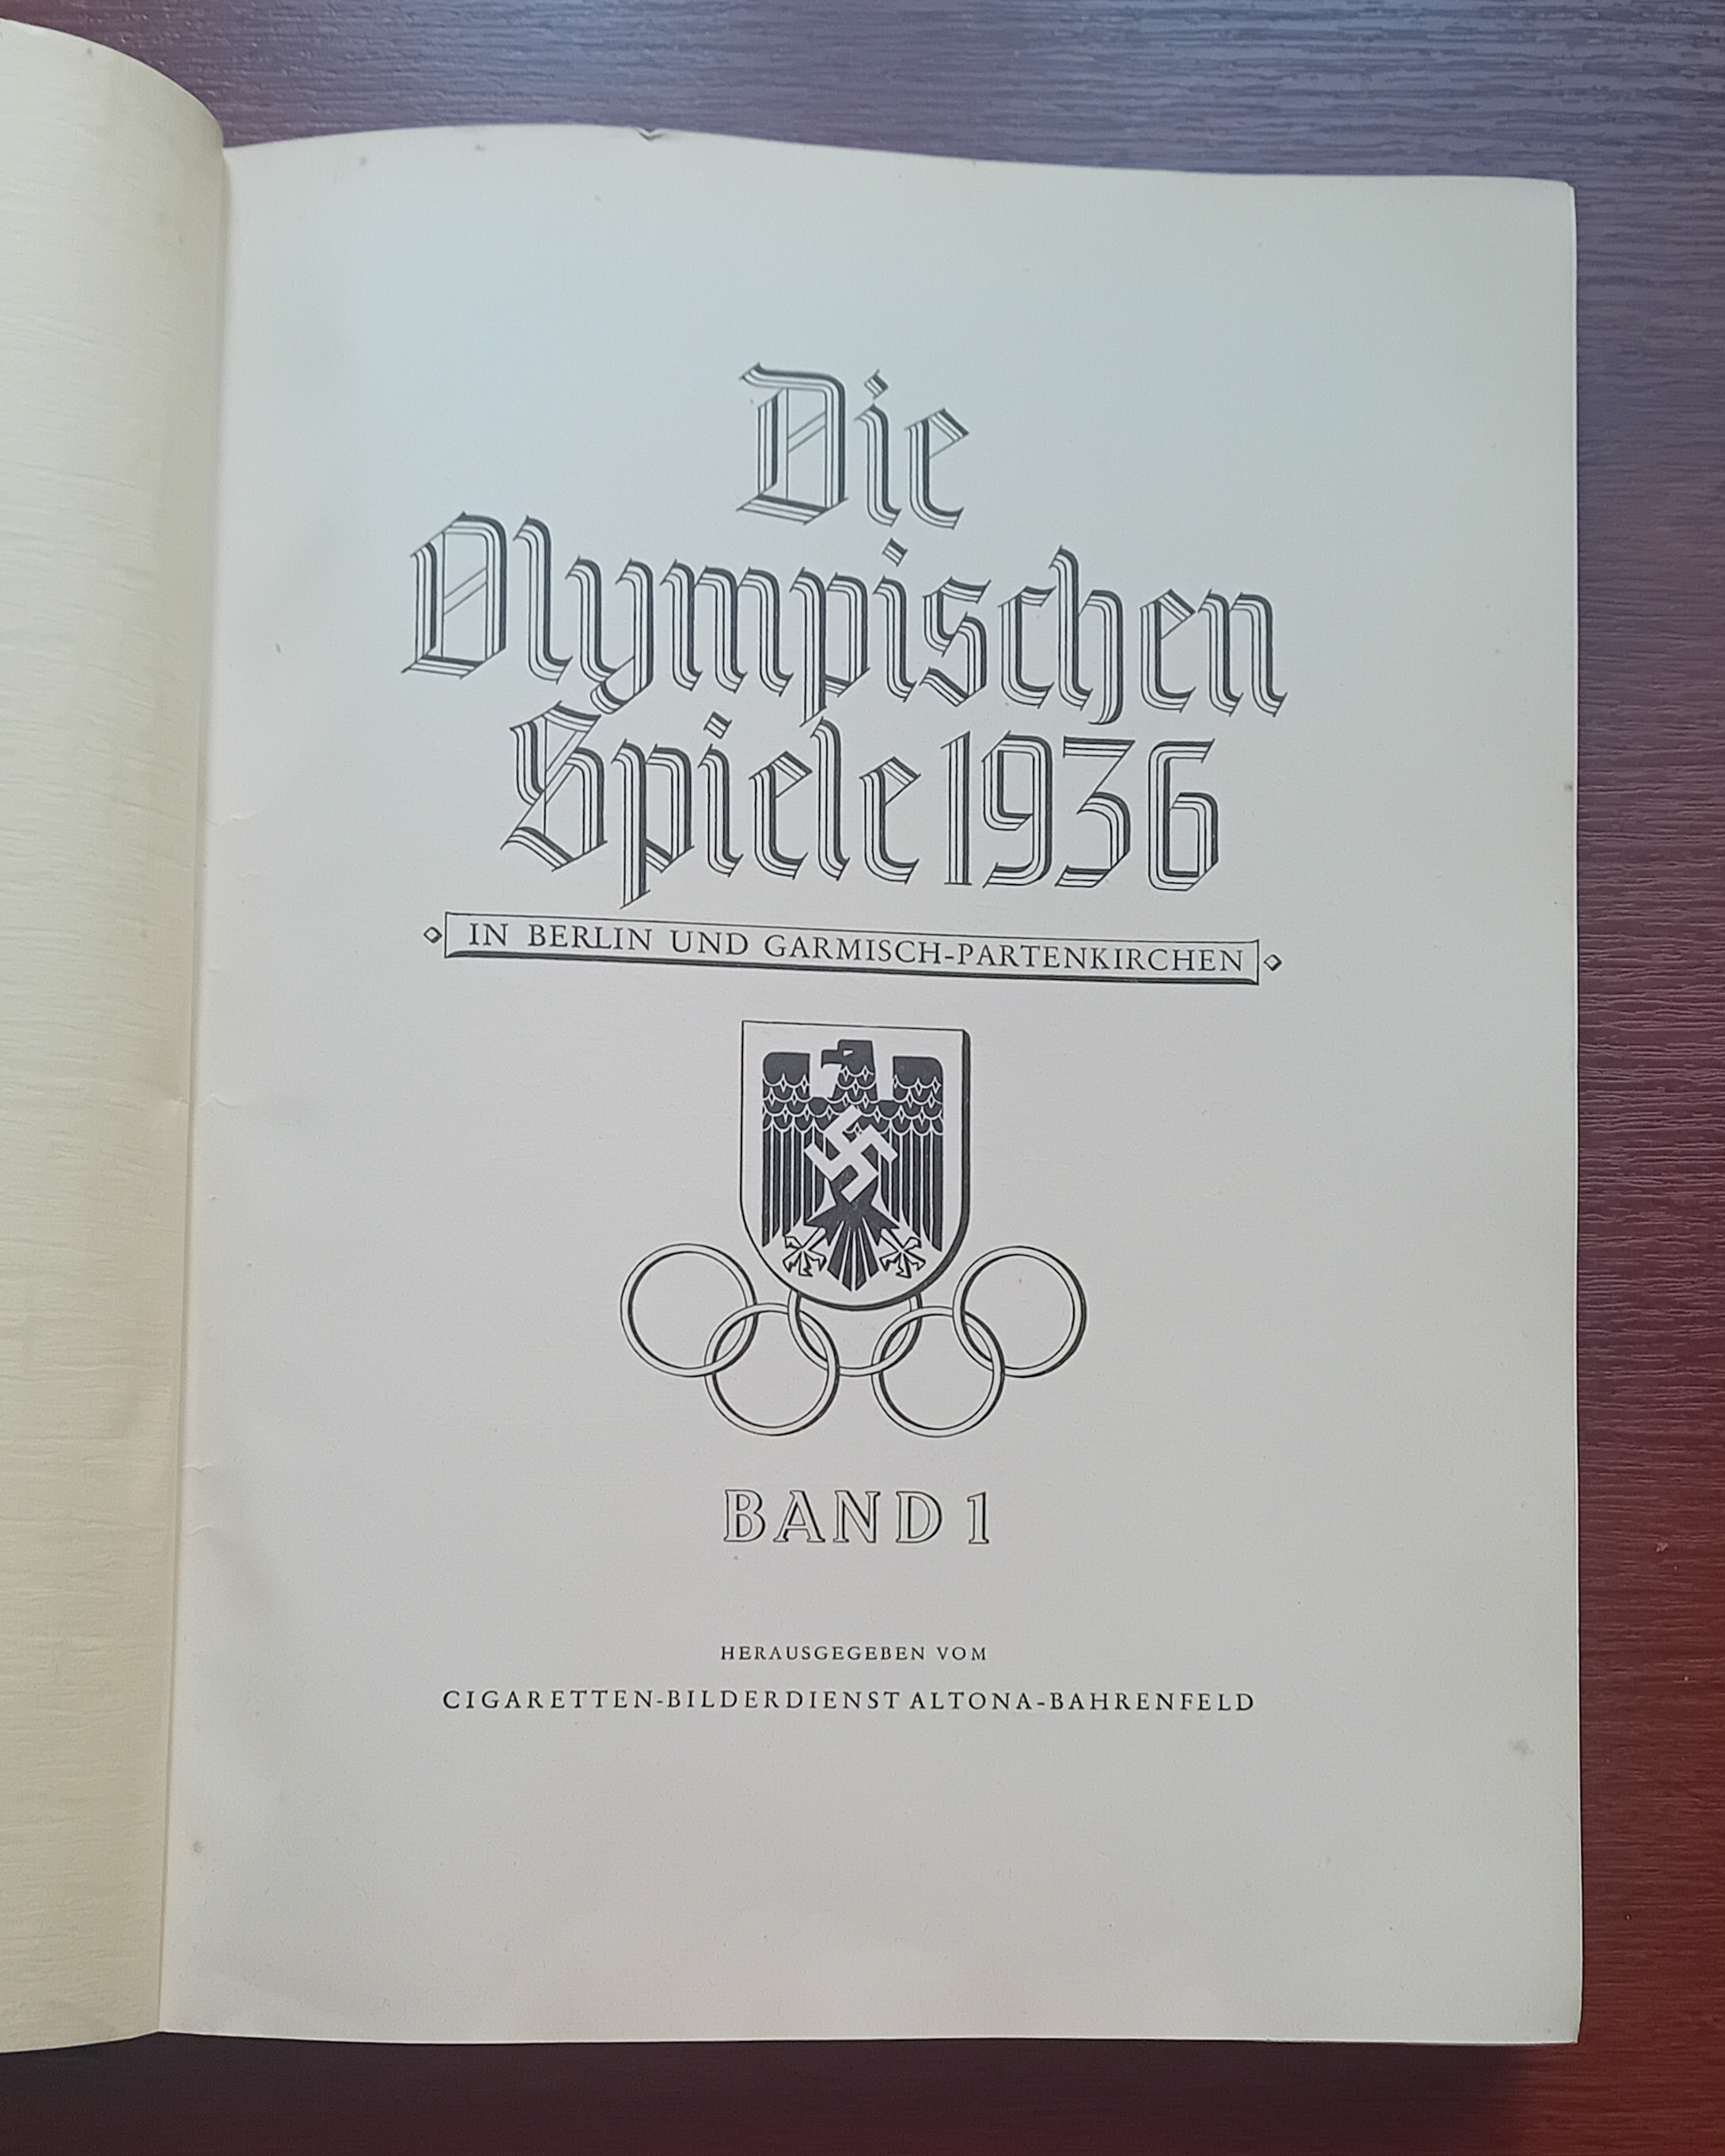 Die
Olympischen
Spiele 1936
IN BERLIN UND GARMISCH-PARTENKIRCHEN
BAND 1
HERAUSGEGEBEN VOM
CIGARETTEN-BILDERDIENST ALTONA-BAHRENFELD